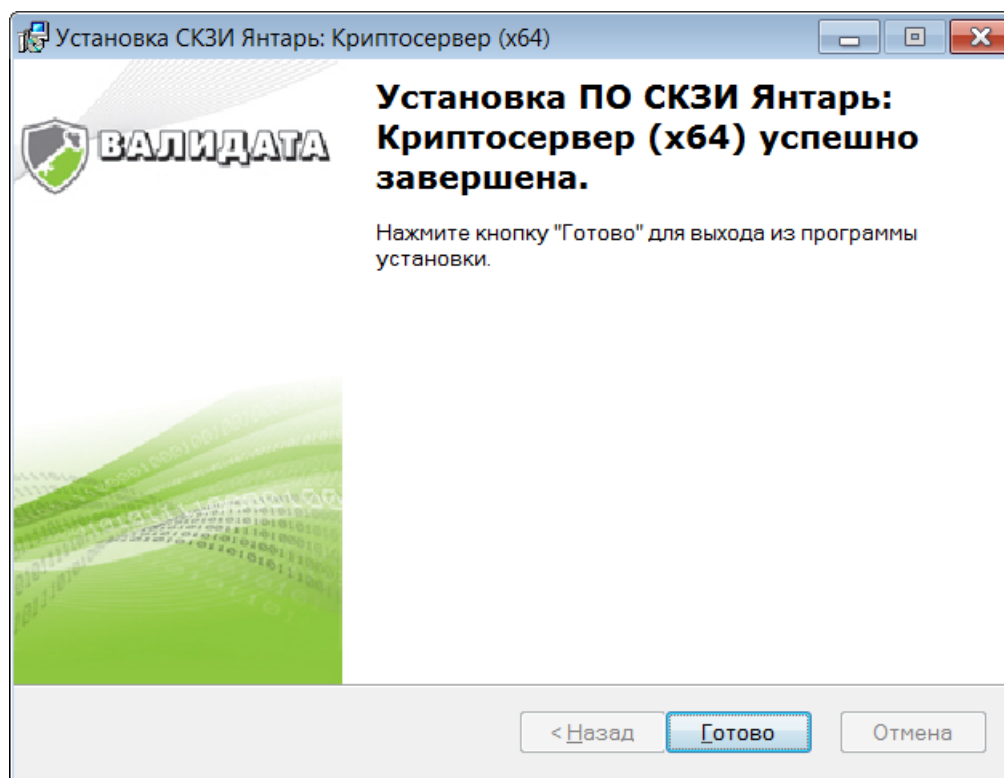 Установка СКЗИ Янтарь: Криптосервер (x64)
ВАЛИДАТА
Установка ПО СКЗИ Янтарь:
Криптосервер (x64) успешно
завершена.
Нажмите кнопку "Готово" для выхода из программы
установки.
< Назад
Готово
Отмена